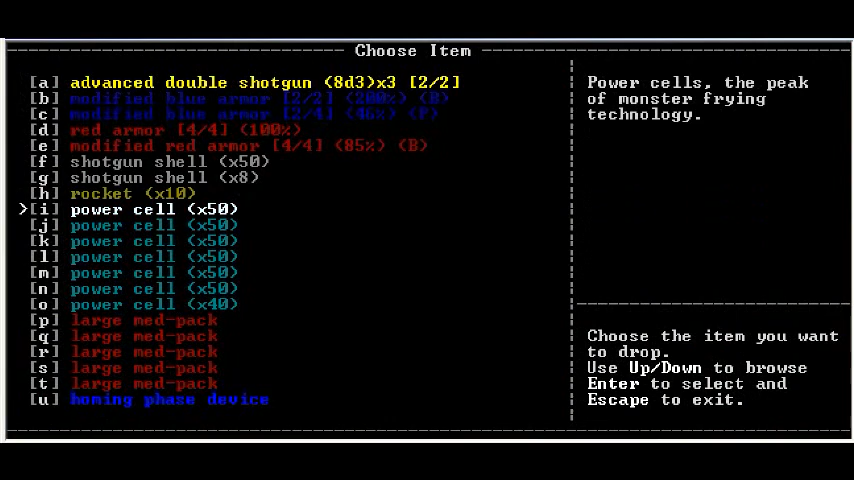 Choose Item
[a] advanced double shotgun (8d3)x3 [2/2]
[b] modified blue armor [2/2] (200%) (B)
[c] modified blue armor [2/4] (46%) (P)
[d] red armor [4/4] (100%)
[e] modified red armor [4/4] (85%) (B)
[f] shotgun shell (x50)
[g] shotgun shell (x8)
[h] rocket (x10)
>[i] power cell (x50)
[j] power cell (x50)
[k] power cell (x50)
[l] power cell (x50)
[m] power cell (x50)
[n] power cell (x50)
[o] power cell (x40)
[p] large med-pack
[q] large med-pack
[r] large med-pack
[s] large med-pack
[t] large med-pack
[u] homing phase device
Power cells, the peak
of monster frying
technology.
Choose the item you want
to drop.
Use Up/Down to browse
Enter to select and
Escape to exit.